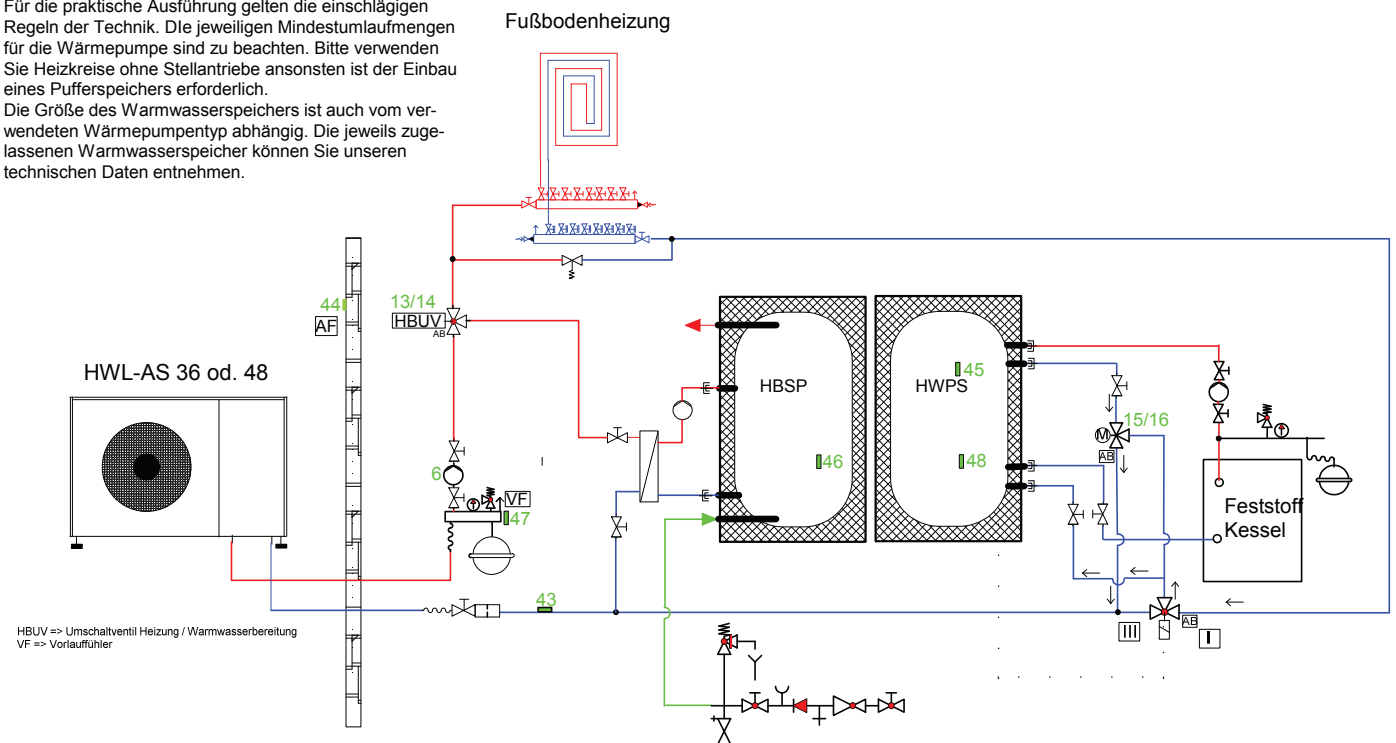 Für die praktische Ausführung gelten die einschlägigen
Regeln der Technik. DIe jeweiligen Mindestumlaufmengen
für die Wärmepumpe sind zu beachten. Bitte verwenden
Sie Heizkreise ohne Stellantriebe ansonsten ist der Einbau
eines Pufferspeichers erforderlich.
Die Größe des Warmwasserspeichers ist auch vom ver-
wendeten Wärmepumpentyp abhängig. Die jeweils zuge-
lassenen Warmwasserspeicher können Sie unseren
technischen Daten entnehmen.
Fußbodenheizung
44
AF
13/14
HBUV
AB
HWL-AS 36 od. 48
HBSP
HWPS
45
46
48
15/16
M
AB
6
VF
47
Feststoff
Kessel
43
III
AB
I
HBUV => Umschaltventil Heizung / Warmwasserbereitung
VF => Vorlauffühler